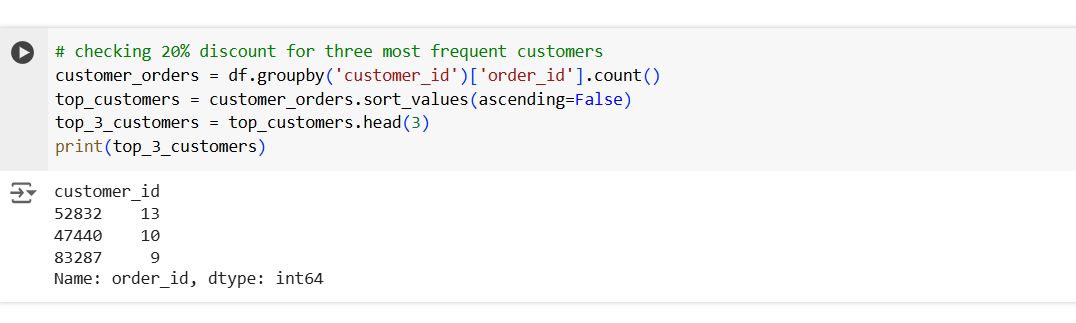 # checking 20% discount for three most frequent customers
customer_orders = df.groupby('customer_id')['order_id'].count()
top_customers = customer_orders.sort_values(ascending=False)
top_3_customers = top_customers.head(3)
print(top_3_customers)
customer_id
52832    13
47440    10
83287     9
Name: order_id, dtype: int64